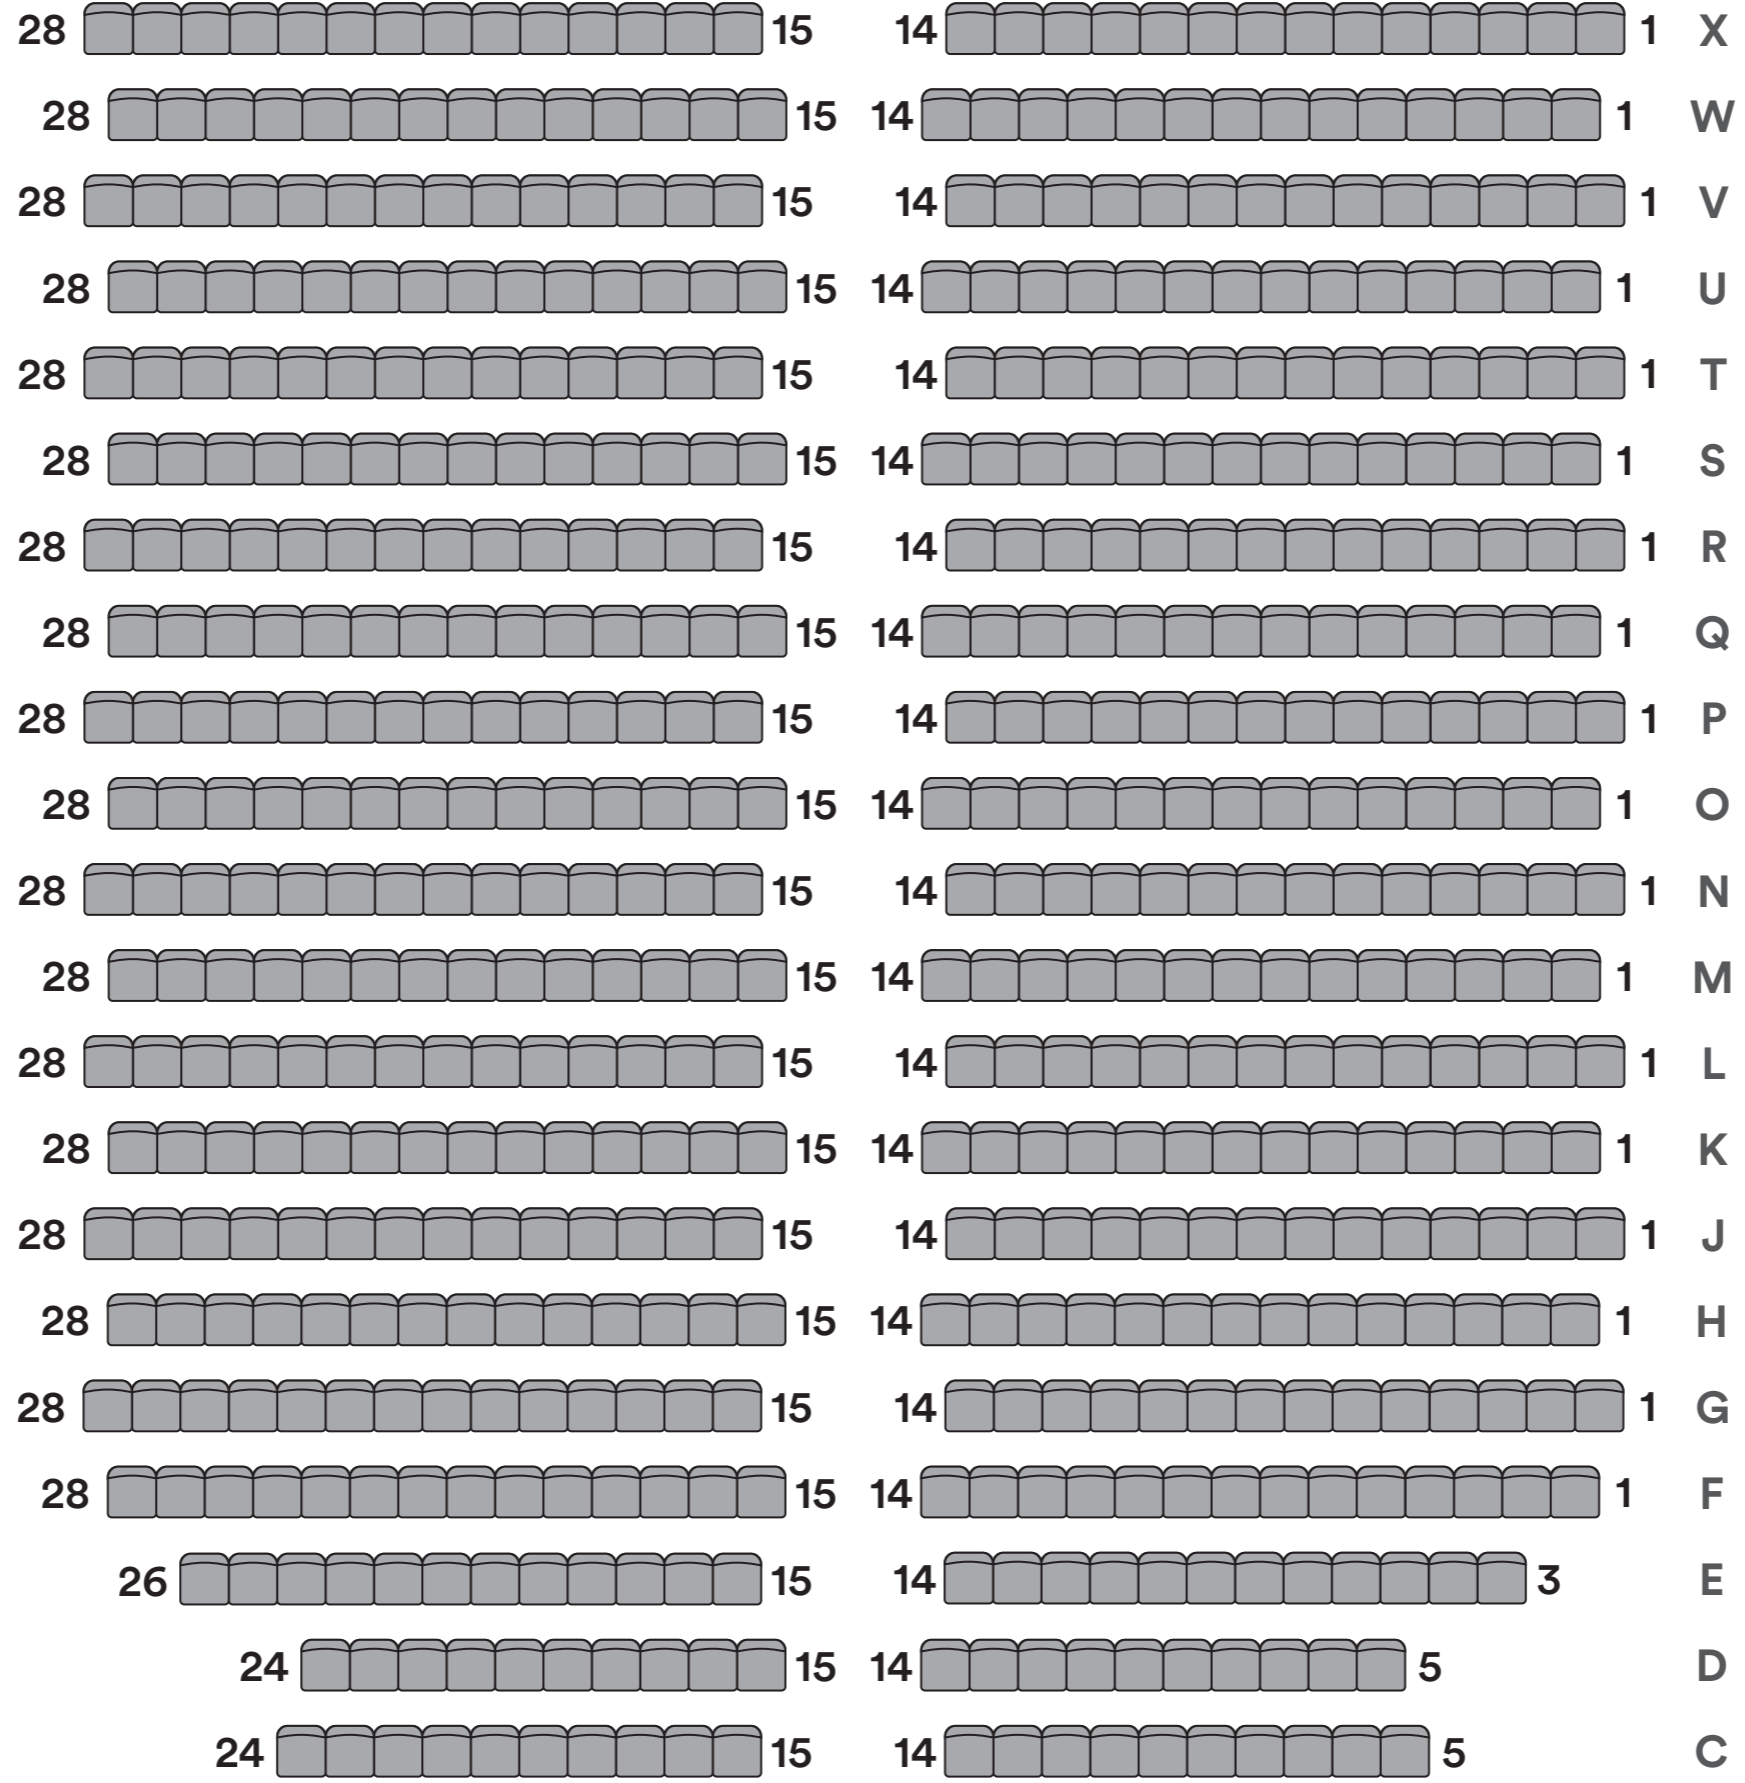 28 15 14 1 X
28 15 14 1 W
28 15 14 1 V
28 15 14 1 U
28 15 14 1 T
28 15 14 1 S
28 15 14 1 R
28 15 14 1 Q
28 15 14 1 P
28 15 14 1 O
28 15 14 1 N
28 15 14 1 M
28 15 14 1 L
28 15 14 1 K
28 15 14 1 J
28 15 14 1 H
28 15 14 1 G
28 15 14 1 F
26 15 14 3 E
24 15 14 5 D
24 15 14 5 C